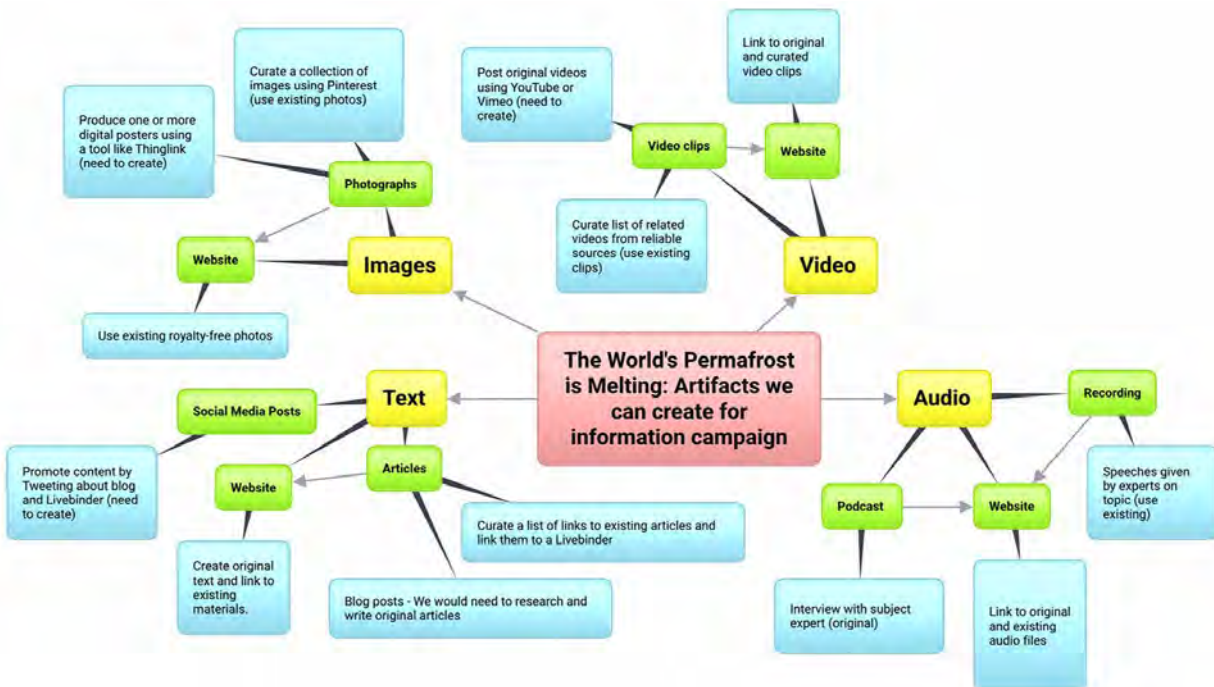 Curate a collection of
images using Pinterest
(use existing photos)
Produce one or more
digital posters using
a tool like Thinglink
(need to create)
Photographs
Website
Images
Use existing royalty-free photos
Post original videos
using YouTube or
Vimeo (need to
create)
Link to original
and curated
video clips
Video clips
Website
Curate list of related
videos from reliable
sources (use existing
clips)
Video
The World's Permafrost
is Melting: Artifacts we
can create for
information campaign
Text
Social Media Posts
Promote content by
Tweeting about blog
and Livebinder (need
to create)
Website
Articles
Create original
text and link to
existing
materials.
Curate a list of links to existing articles and
link them to a Livebinder
Blog posts - We would need to research and
write original articles
Audio
Recording
Speeches given
by experts on
topic (use
existing)
Podcast
Website
Interview with subject
expert (original)
Link to original
and existing
audio files